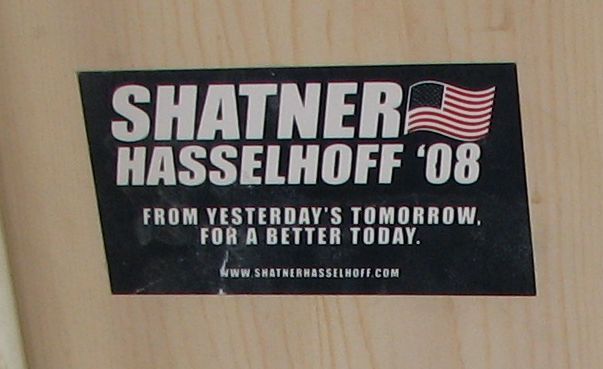 SHATNER
HASSELHOFF '08
FROM YESTERDAY'S TOMORROW,
FOR A BETTER TODAY.
WWW.SHATNERHASSELHOFF.COM